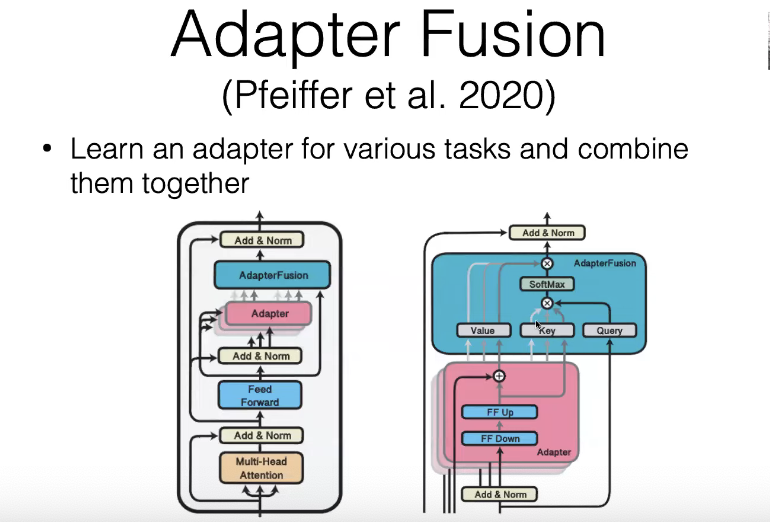 Adapter Fusion
(Pfeiffer et al. 2020)
• Learn an adapter for various tasks and combine
them together
Add & Norm
AdapterFusion
Adapter
Add & Norm
Feed
Forward
Add & Norm
Multi-Head
Attention
Add & Norm
AdapterFusion
SoftMax
Value
Key
Query
FF Up
FF Down
Adapter
Add & Norm